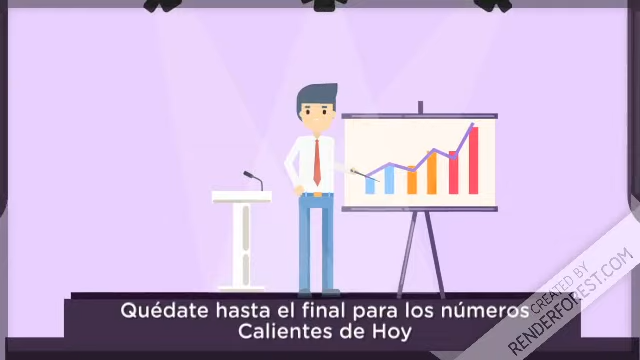 Quédate hasta el final para los números
Calientes de Hoy
CREATED BY
RENDERFOREST.COM